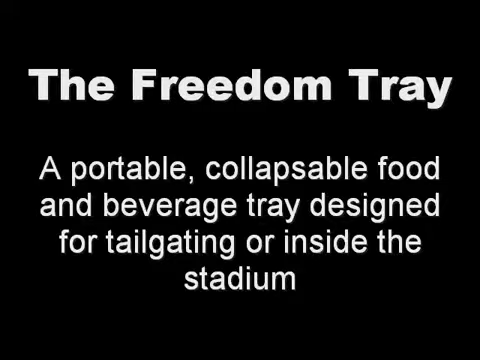 The Freedom Tray
A portable, collapsable food
and beverage tray designed
for tailgating or inside the
stadium